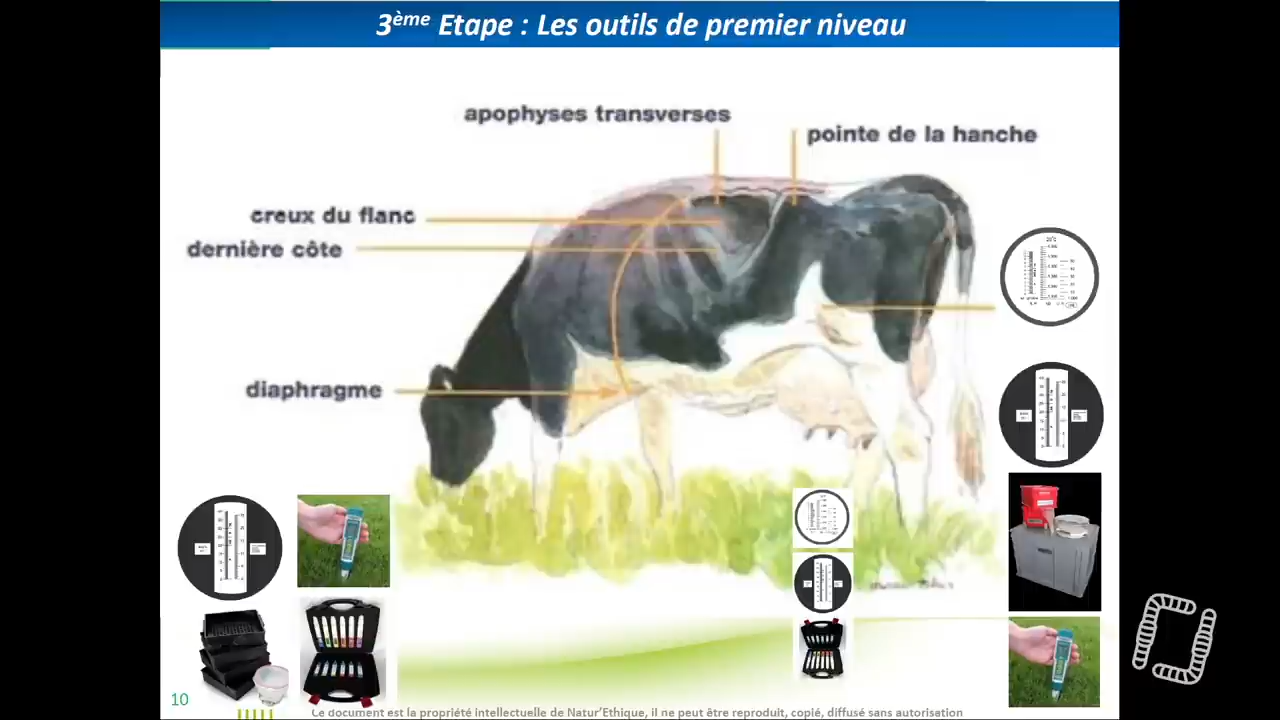 3ème Etape : Les outils de premier niveau
apophyses transverses
pointe de la hanche
creux du flanc
dernière côte
diaphragme
10
Ce document est la propriété intellectuelle de Natur'Ethique, il ne peut être reproduit, copié, diffusé sans autorisation